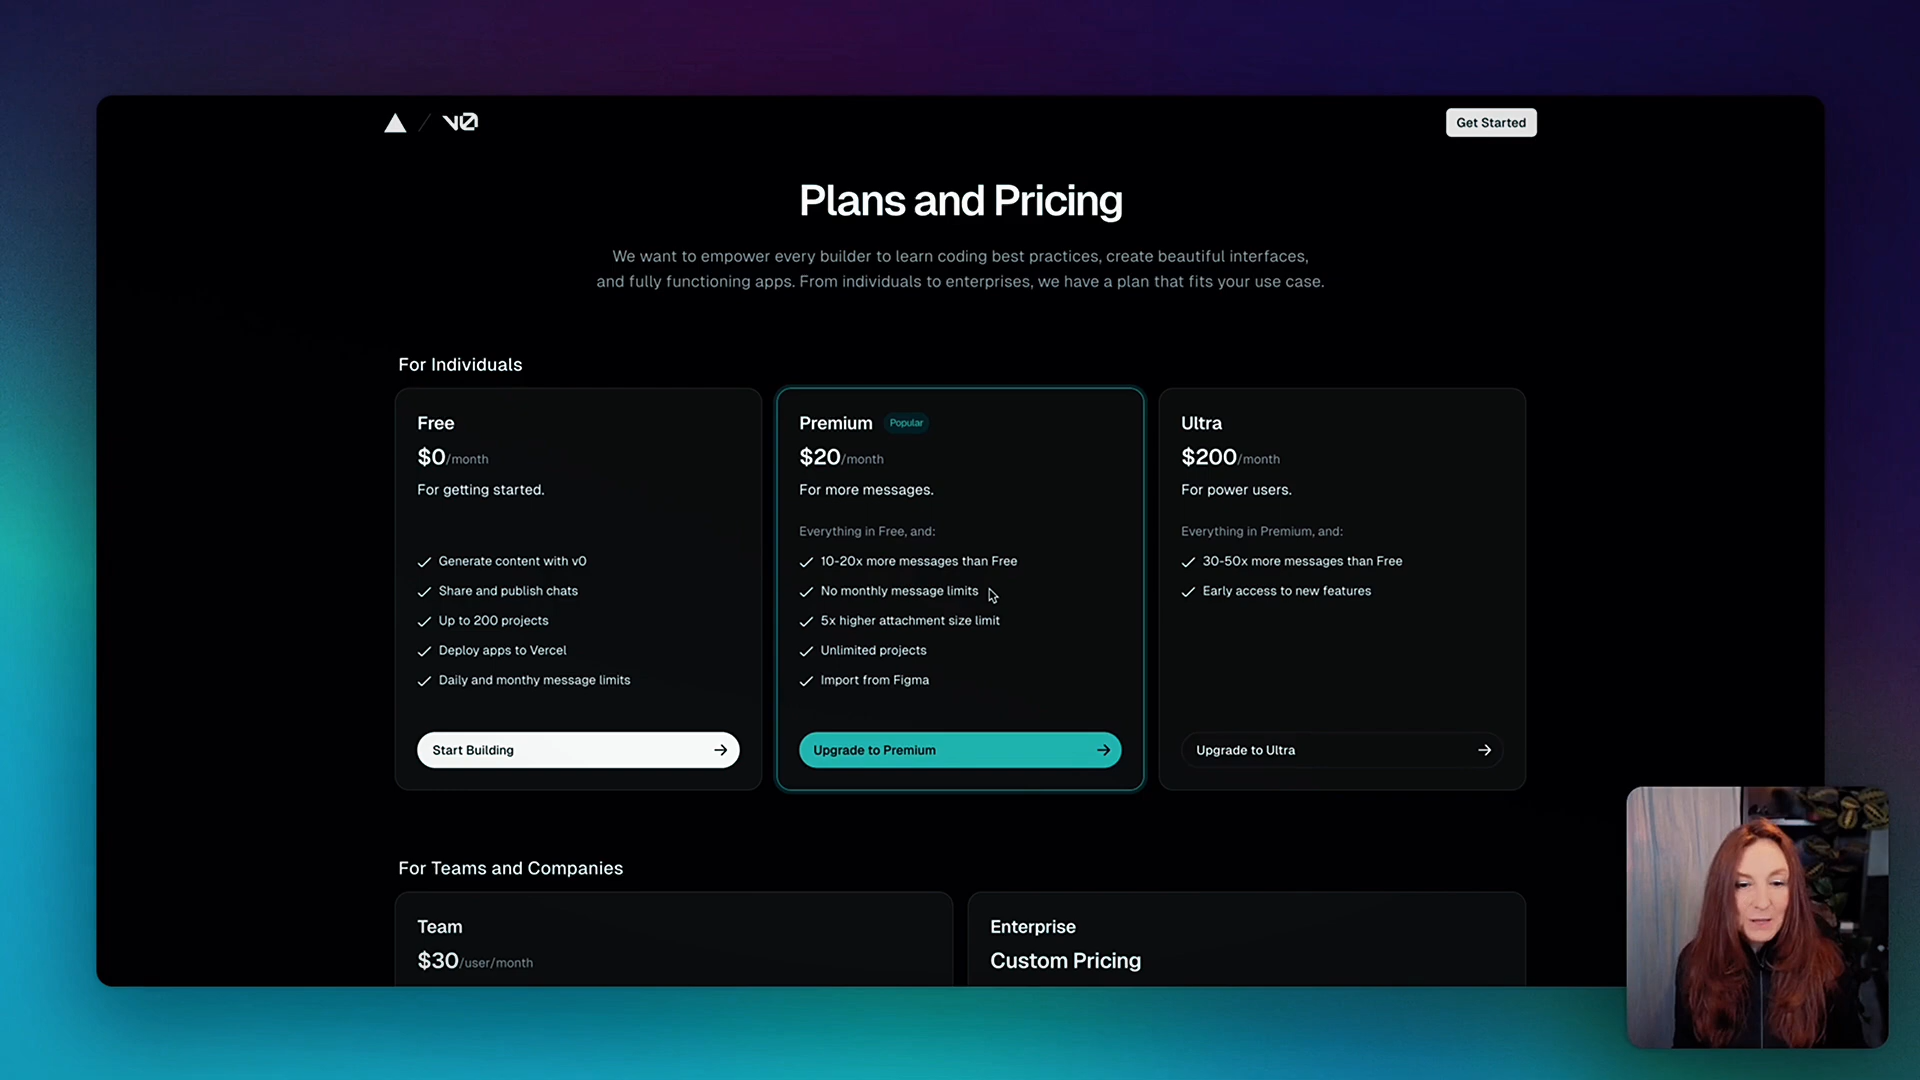 v0
Get Started
Plans and Pricing
We want to empower every builder to learn coding best practices, create beautiful interfaces,
and fully functioning apps. From individuals to enterprises, we have a plan that fits your use case.
For Individuals
Free
$0/month
For getting started.
Generate content with v0
Share and publish chats
Up to 200 projects
Deploy apps to Vercel
Daily and monthy message limits
Start Building
Premium Popular
$20/month
For more messages.
Everything in Free, and:
10-20x more messages than Free
No monthly message limits
5x higher attachment size limit
Unlimited projects
Import from Figma
Upgrade to Premium
Ultra
$200/month
For power users.
Everything in Premium, and:
30-50x more messages than Free
Early access to new features
Upgrade to Ultra
For Teams and Companies
Team
$30/user/month
Enterprise
Custom Pricing